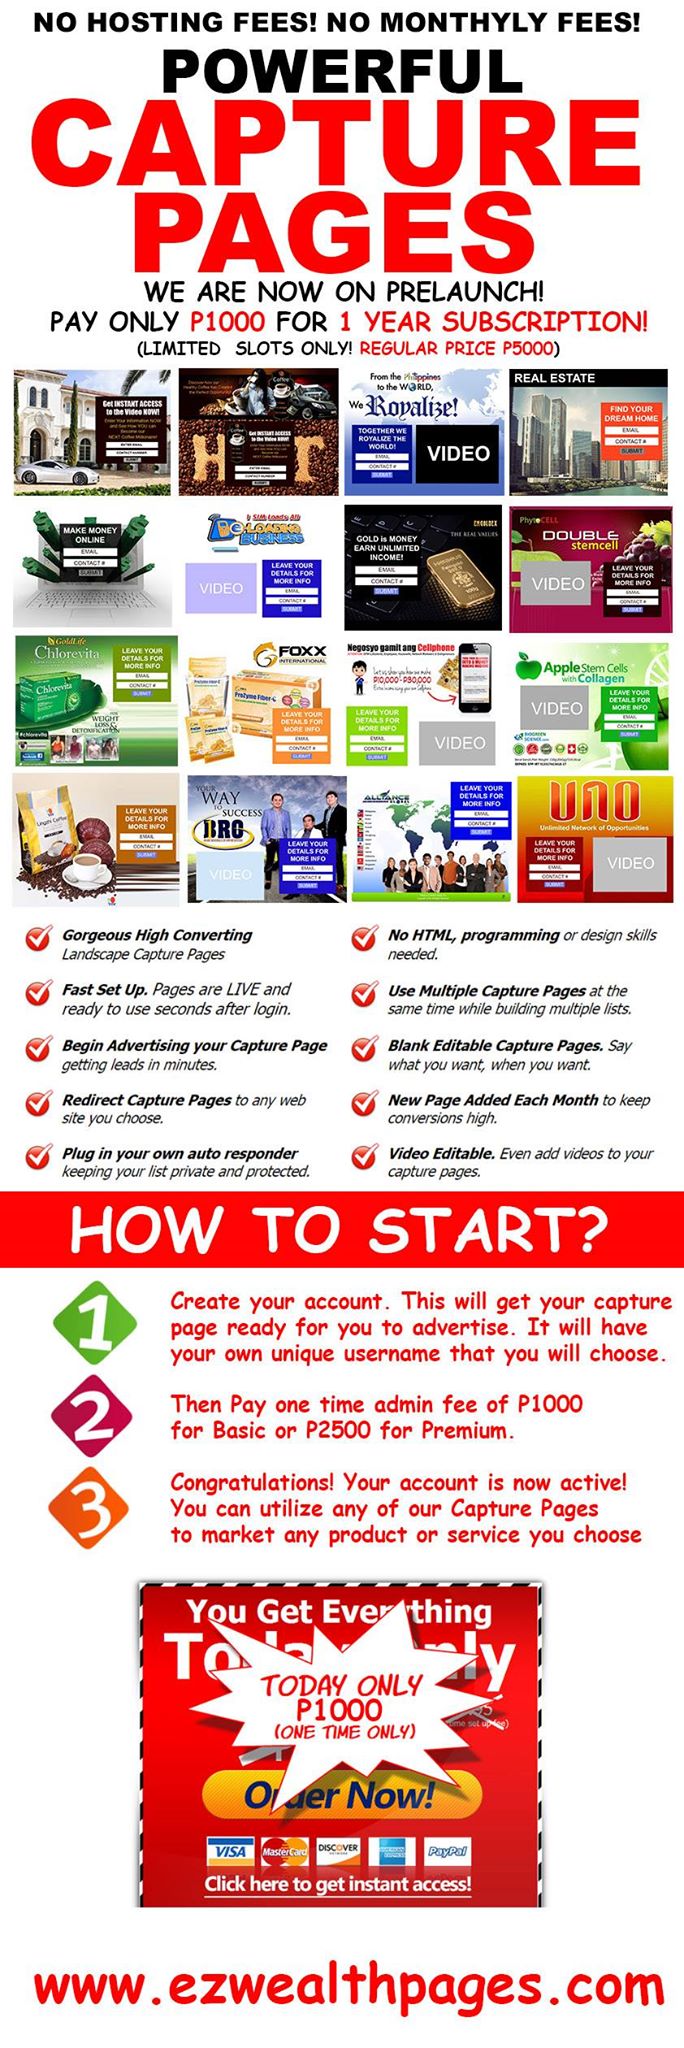 NO HOSTING FEES! NO MONTHYLY FEES!
POWERFUL
CAPTURE
PAGES
WE ARE NOW ON PRELAUNCH!
PAY ONLY P1000 FOR 1 YEAR SUBSCRIPTION!
(LIMITED SLOTS ONLY! REGULAR PRICE P5000)
Get INSTANT ACCESS
to the Video NOW!
Coffee
Get INSTANT ACCESS
to the Video NOW!
From the Philippines
to the WORLD,
We Royalize!
TOGETHER WE
ROYALIZE THE
WORLD!
EMAIL
CONTACT #
SUBMIT
VIDEO
REAL ESTATE
FIND YOUR
DREAM HOME
EMAIL
CONTACT #
SUBMIT
MAKE MONEY
ONLINE
EMAIL
CONTACT #
SUBMIT
1 SIM Loads All
e-LOADING
BUSINESS
VIDEO
LEAVE YOUR
DETAILS FOR
MORE INFO
EMAIL
CONTACT #
SUBMIT
EMGOLDEX
THE REAL VALUES
GOLD is MONEY
EARN UNLIMITED
INCOME!
EMAIL
CONTACT #
SUBMIT
PhytoCELL
DOUBLE
stemcell
VIDEO
LEAVE YOUR
DETAILS FOR
MORE INFO
EMAIL
CONTACT #
SUBMIT
GoldLife
Chlorevita
Chlorevita
#chlorevita
WEIGHT
LOSS &
DETOXIFICATION
LEAVE YOUR
DETAILS FOR
MORE INFO
EMAIL
CONTACT #
SUBMIT
FOXX
INTERNATIONAL
ProZyme Fiber-C
LEAVE YOUR
DETAILS FOR
MORE INFO
EMAIL
CONTACT #
SUBMIT
Negosyo gamit ang Cellphone
P10,000 - P30,000
LEAVE YOUR
DETAILS FOR
MORE INFO
EMAIL
CONTACT #
SUBMIT
VIDEO
Apple Stem Cells
with Collagen
VIDEO
LEAVE YOUR
DETAILS FOR
MORE INFO
EMAIL
CONTACT #
SUBMIT
Lingzhi Coffee
LEAVE YOUR
DETAILS FOR
MORE INFO
EMAIL
CONTACT #
SUBMIT
YOUR
WAY
TO
SUCCESS
BRG
VIDEO
LEAVE YOUR
DETAILS FOR
MORE INFO
EMAIL
CONTACT #
SUBMIT
ALLIANCE
LEAVE YOUR
DETAILS FOR
MORE INFO
EMAIL
CONTACT #
SUBMIT
UNO
Unlimited Network of Opportunities
LEAVE YOUR
DETAILS FOR
MORE INFO
EMAIL
CONTACT #
SUBMIT
VIDEO
Gorgeous High Converting
Landscape Capture Pages
No HTML, programming or design skills
needed.
Fast Set Up. Pages are LIVE and
ready to use seconds after login.
Use Multiple Capture Pages at the
same time while building multiple lists.
Begin Advertising your Capture Page
getting leads in minutes.
Blank Editable Capture Pages. Say
what you want, when you want.
Redirect Capture Pages to any web
site you choose.
New Page Added Each Month to keep
conversions high.
Plug in your own auto responder
keeping your list private and protected.
Video Editable. Even add videos to your
capture pages.
HOW TO START?
1
Create your account. This will get your capture
page ready for you to advertise. It will have
your own unique username that you will choose.
2
Then Pay one time admin fee of P1000
for Basic or P2500 for Premium.
3
Congratulations! Your account is now active!
You can utilize any of our Capture Pages
to market any product or service you choose
You Get Everything
Today Only
TODAY ONLY
P1000
(ONE TIME ONLY)
Order Now!
VISA MasterCard DISCOVER AMERICAN EXPRESS PayPal
Click here to get instant access!
www.ezwealthpages.com